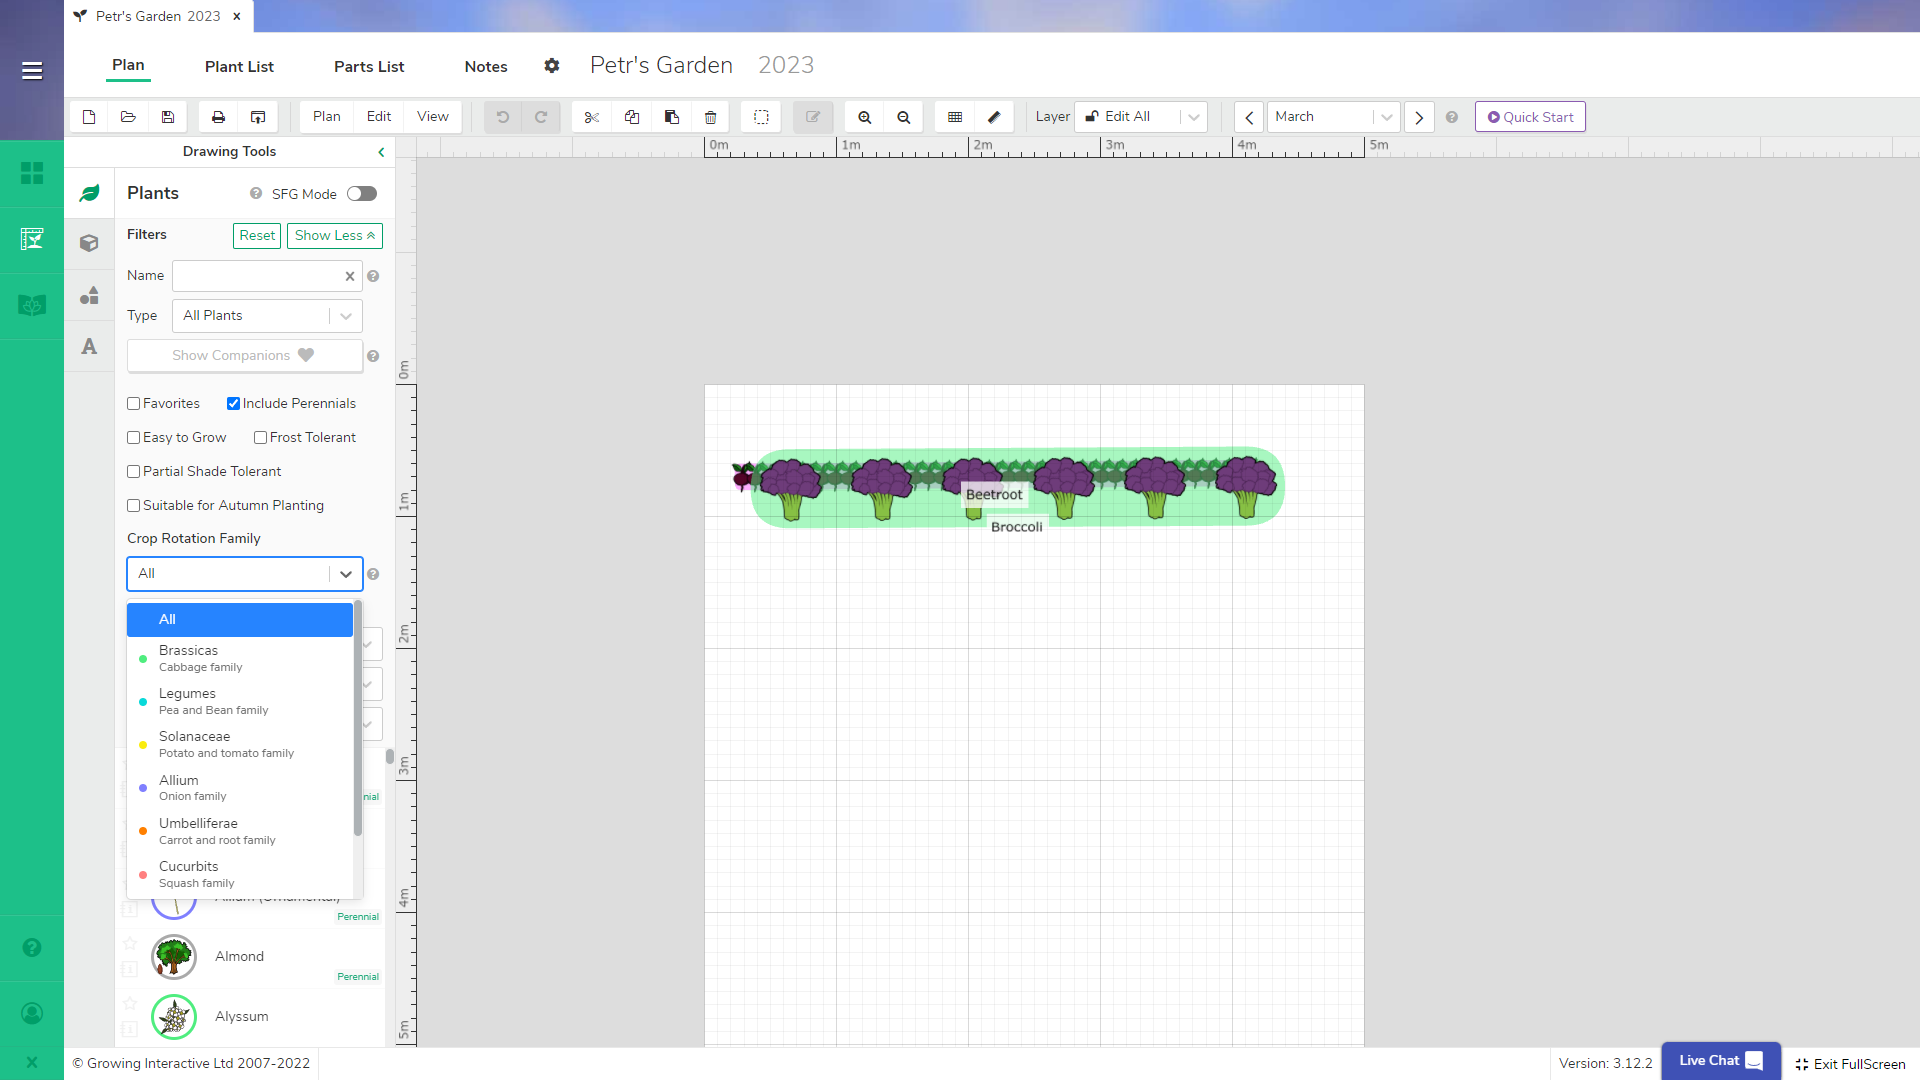 Petr's Garden 2023 x
Plan
Plant List
Parts List
Notes
Petr's Garden 2023
Plan
Edit
View
Layer
Edit All
March
Quick Start
Drawing Tools
0m
1m
2m
3m
4m
5m
Plants
SFG Mode
Filters
Reset
Show Less
Name
Type
All Plants
Show Companions
Favorites
Include Perennials
Easy to Grow
Frost Tolerant
Partial Shade Tolerant
Suitable for Autumn Planting
Crop Rotation Family
All
All
Brassicas
Cabbage family
Legumes
Pea and Bean family
Solanaceae
Potato and tomato family
Allium
Onion family
Umbelliferae
Carrot and root family
Cucurbits
Squash family
nial
Perennial
Almond
Perennial
Alyssum
0m
1m
2m
3m
4m
5m
Beetroot
Broccoli
© Growing Interactive Ltd 2007-2022
Version: 3.12.2
Live Chat
Exit FullScreen